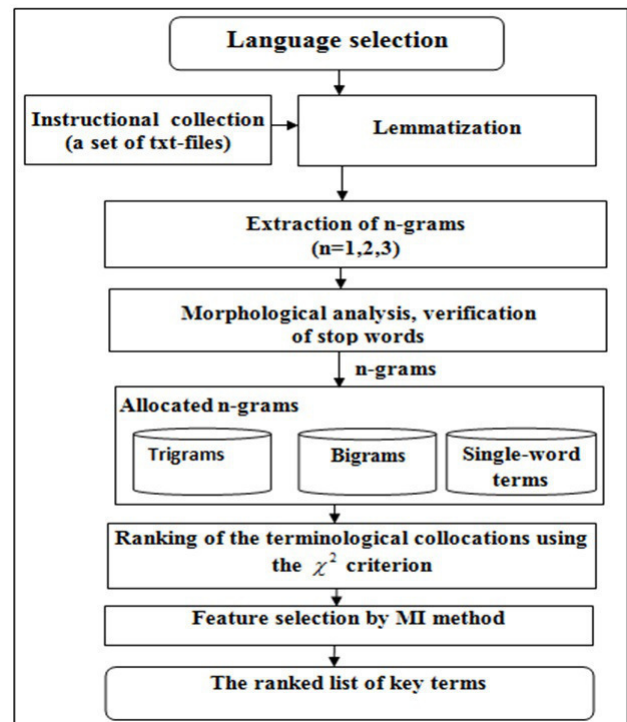 Language selection
Instructional collection
(a set of txt-files)
Lemmatization
Extraction of n-grams
(n=1,2,3)
Morphological analysis, verification
of stop words
n-grams
Allocated n-grams
Trigrams
Bigrams
Single-word
terms
Ranking of the terminological collocations using
the χ² criterion
Feature selection by MI method
The ranked list of key terms